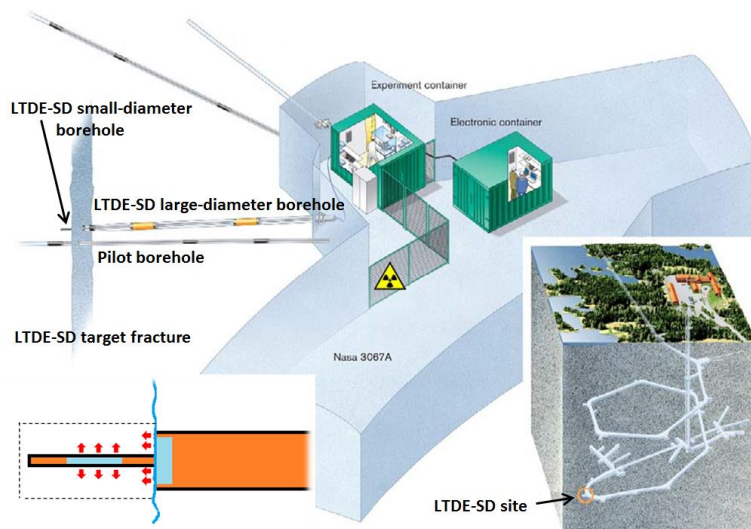 Experiment container
LTDE-SD small-diameter
borehole
Electronic container
LTDE-SD large-diameter borehole
Pilot borehole
LTDE-SD target fracture
Nasa 3067A
LTDE-SD site